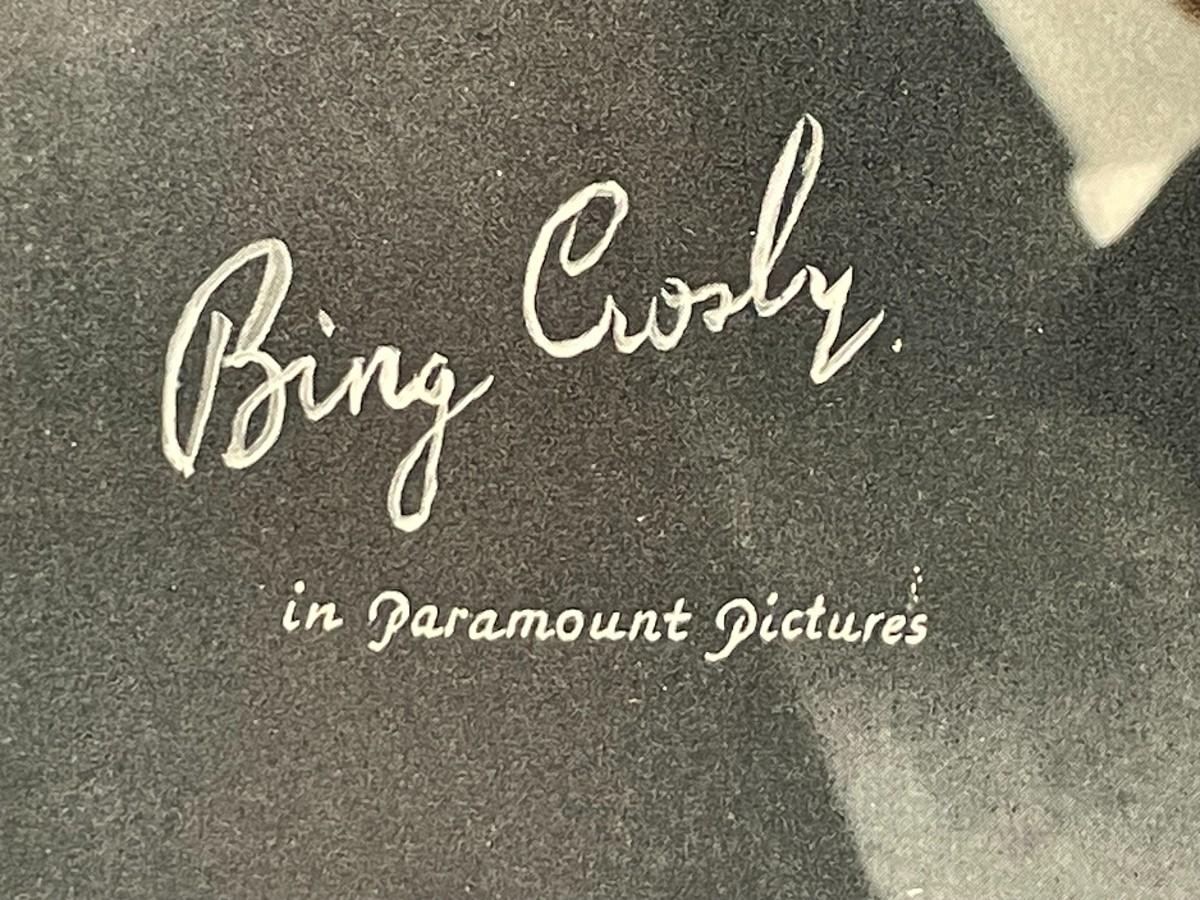 Bing Crosby.
in Paramount Pictures